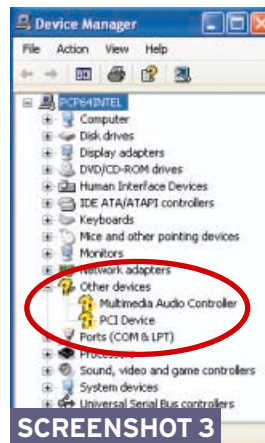 Device Manager
File Action View Help
PCP64INTEL
Computer
Disk drives
Display adapters
DVD/CD-ROM drives
Human Interface Devices
IDE ATA/ATAPI controllers
Keyboards
Mice and other pointing devices
Monitors
Network adapters
Other devices
Multimedia Audio Controller
PCI Device
Ports (COM & LPT)
Processors
Sound, video and game controllers
System devices
Universal Serial Bus controllers
SCREENSHOT 3